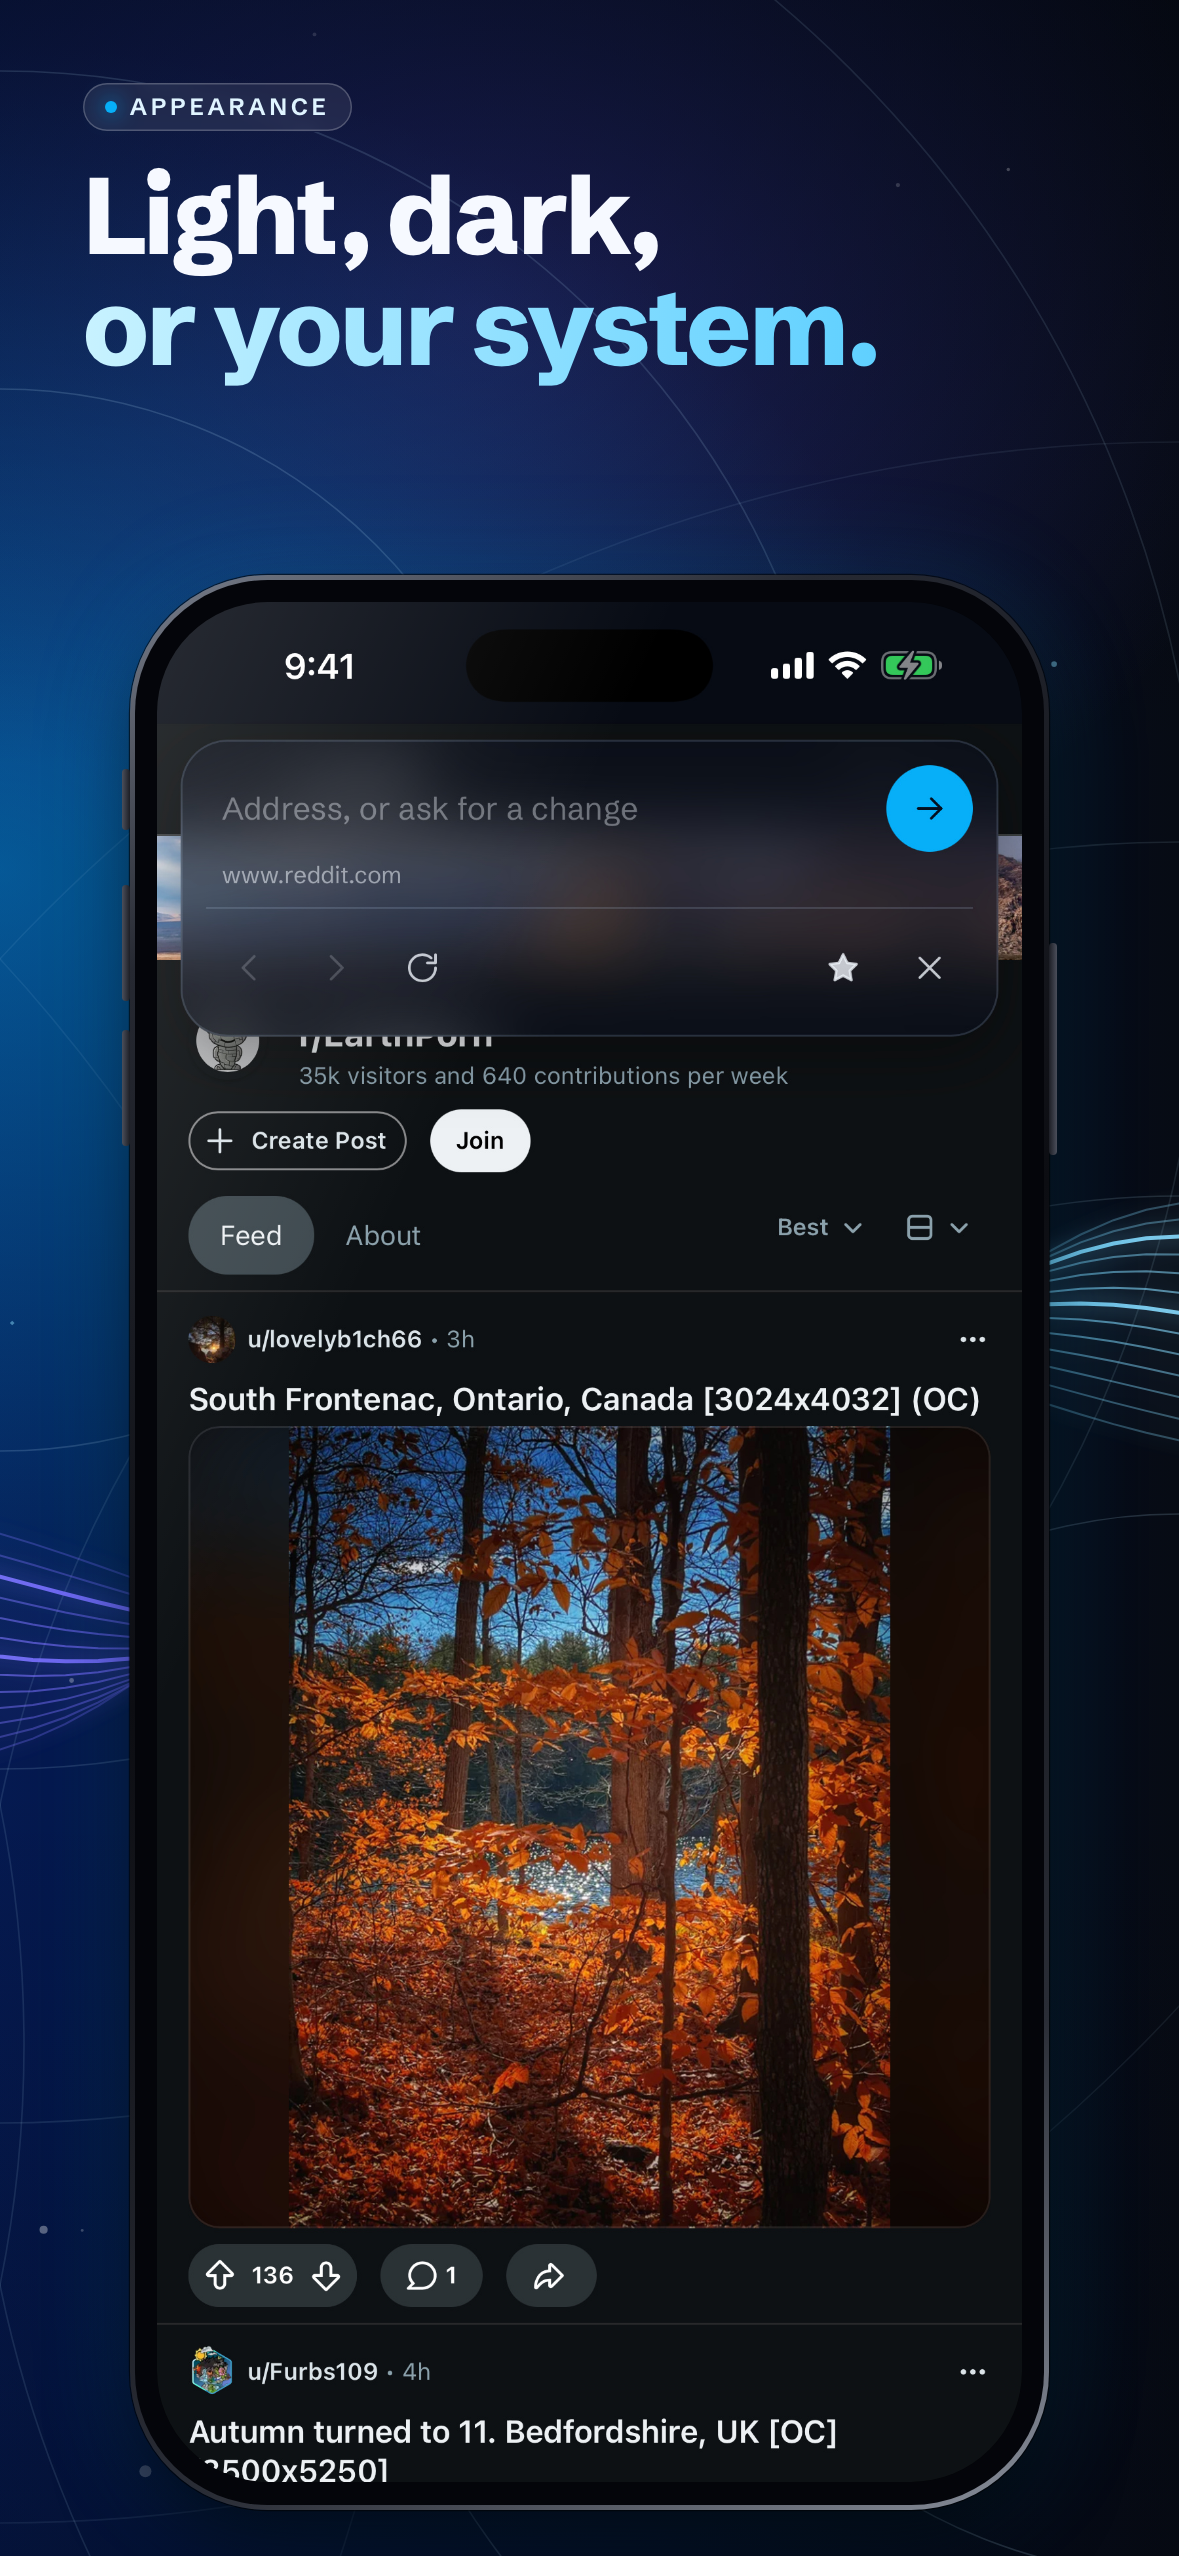 APPEARANCE
Light, dark,
or your system.
9:41
Address, or ask for a change
www.reddit.com
r/EarthPorn
35k visitors and 640 contributions per week
Create Post
Join
Feed
About
Best
u/lovelyb1ch66 • 3h
South Frontenac, Ontario, Canada [3024x4032] (OC)
136
1
u/Furbs109 • 4h
Autumn turned to 11. Bedfordshire, UK [OC]
3500x5250]